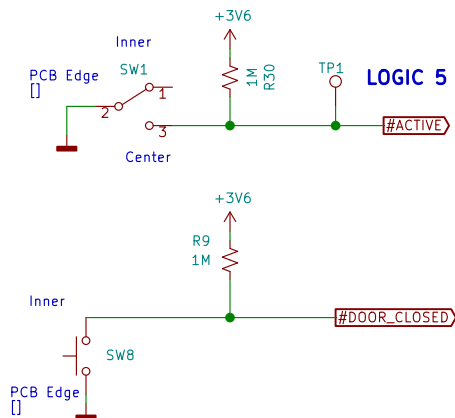 +3V6
Inner
PCB Edge
[]
SW1
1
2
3
1M
R30
TP1
LOGIC 5
#ACTIVE
Center
+3V6
R9
1M
Inner
#DOOR_CLOSED
SW8
PCB Edge
[]